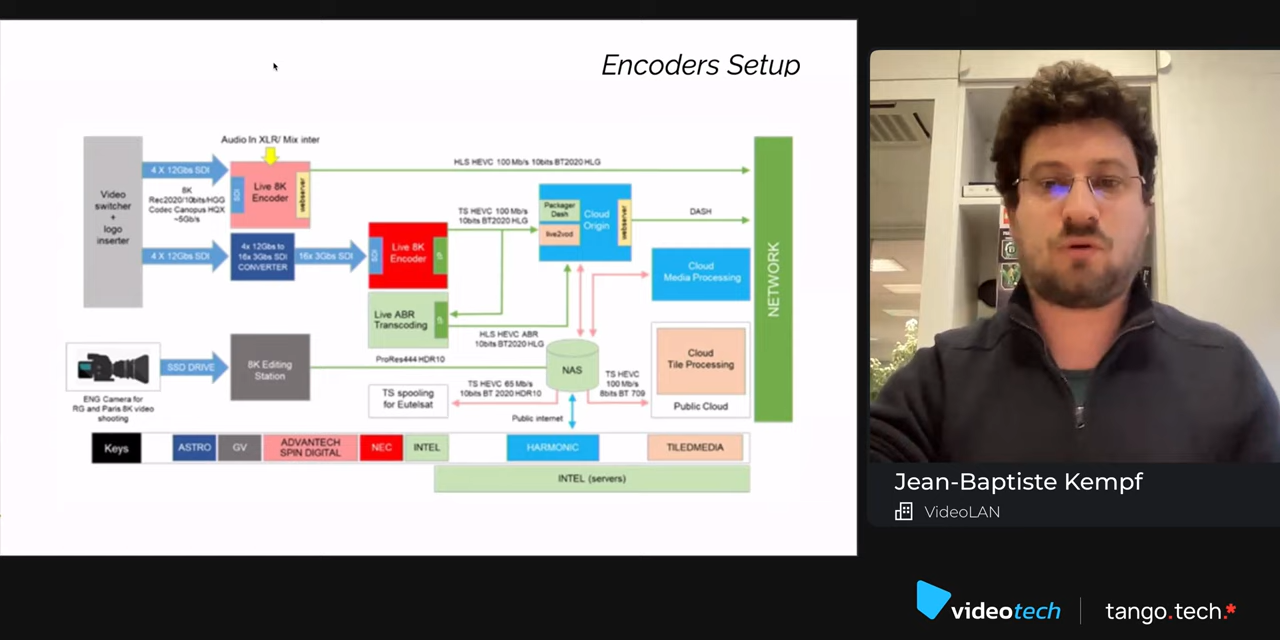 Encoders Setup
Audio In XLR/ Mix inter
Video
switcher
+
logo
inserter
4 X 12Gbs SDI
8K
Rec2020/10bits/HGG
Codec Canopus HQX
~5Gb/s
4 X 12Gbs SDI
SDI
Live 8K
Encoder
webserver
HLS HEVC 100 Mb/s 10bits BT2020 HLG
4x 12Gbs to
16x 3Gbs SDI
CONVERTER
16x 3Gbs SDI
SDI
Live 8K
Encoder
IP
TS HEVC 100 Mb/s
10bits BT2020 HLG
Packager
Dash
live2vod
Cloud
Origin
webserver
DASH
NETWORK
Live ABR
Transcoding
IP
HLS HEVC ABR
10bits BT2020 HLG
Cloud
Media Processing
ENG Camera for
RG and Paris 8K video
shooting
SSD DRIVE
8K Editing
Station
ProRes444 HDR10
NAS
TS spooling
for Eutelsat
TS HEVC 65 Mb/s
10bits BT 2020 HDR10
Public internet
TS HEVC
100 Mb/s
8bits BT 709
Cloud
Tile Processing
Public Cloud
Keys
ASTRO
GV
ADVANTECH
SPIN DIGITAL
NEC
INTEL
HARMONIC
TILEDMEDIA
INTEL (servers)
Jean-Baptiste Kempf
VideoLAN
videotech
tango.tech.*